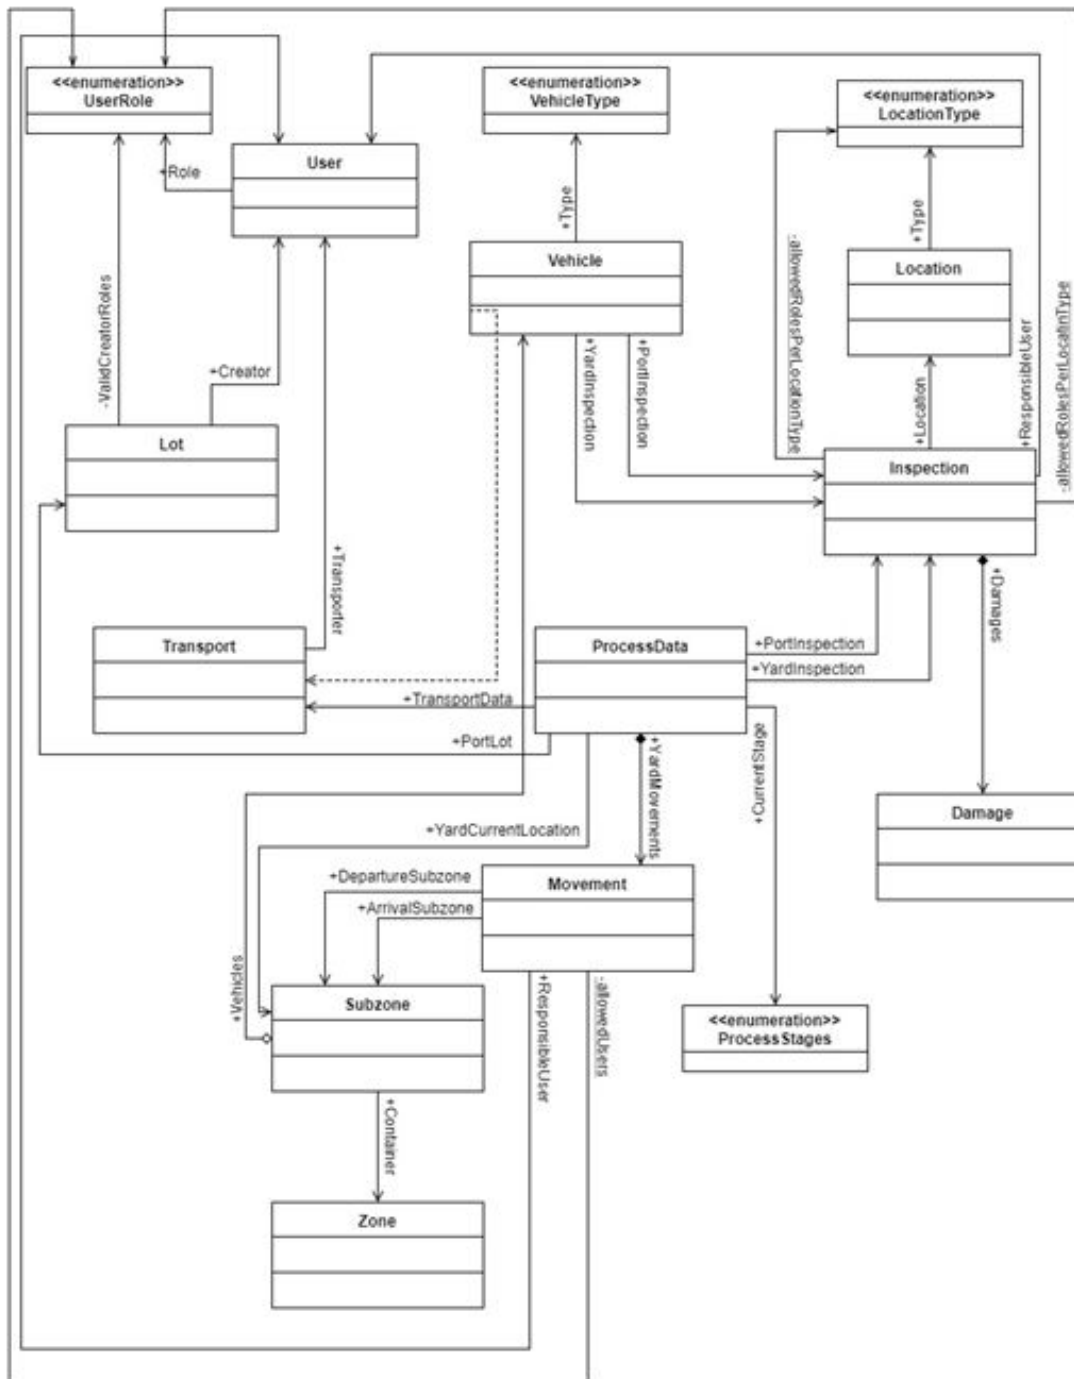 <<enumeration>>
UserRole
<<enumeration>>
VehicleType
<<enumeration>>
LocationType
User
+Role
+Type
-allowedRolesPerLocationType
+Type
Vehicle
Location
-ValidCreatorRoles
+Creator
+YardInspection
+PortInspection
+Location
+ResponsibleUser
-allowedRolesPerLocatinType
Lot
Inspection
+Transporter
+Damages
Transport
ProcessData
+PortInspection
+YardInspection
+TransportData
+PortLot
+YardMovements
+CurrentStage
+YardCurrentLocation
Damage
+DepartureSubzone
+ArrivalSubzone
Movement
+Vehicles
Subzone
+ResponsibleUser
-allowedUsers
<<enumeration>>
ProcessStages
+Container
Zone